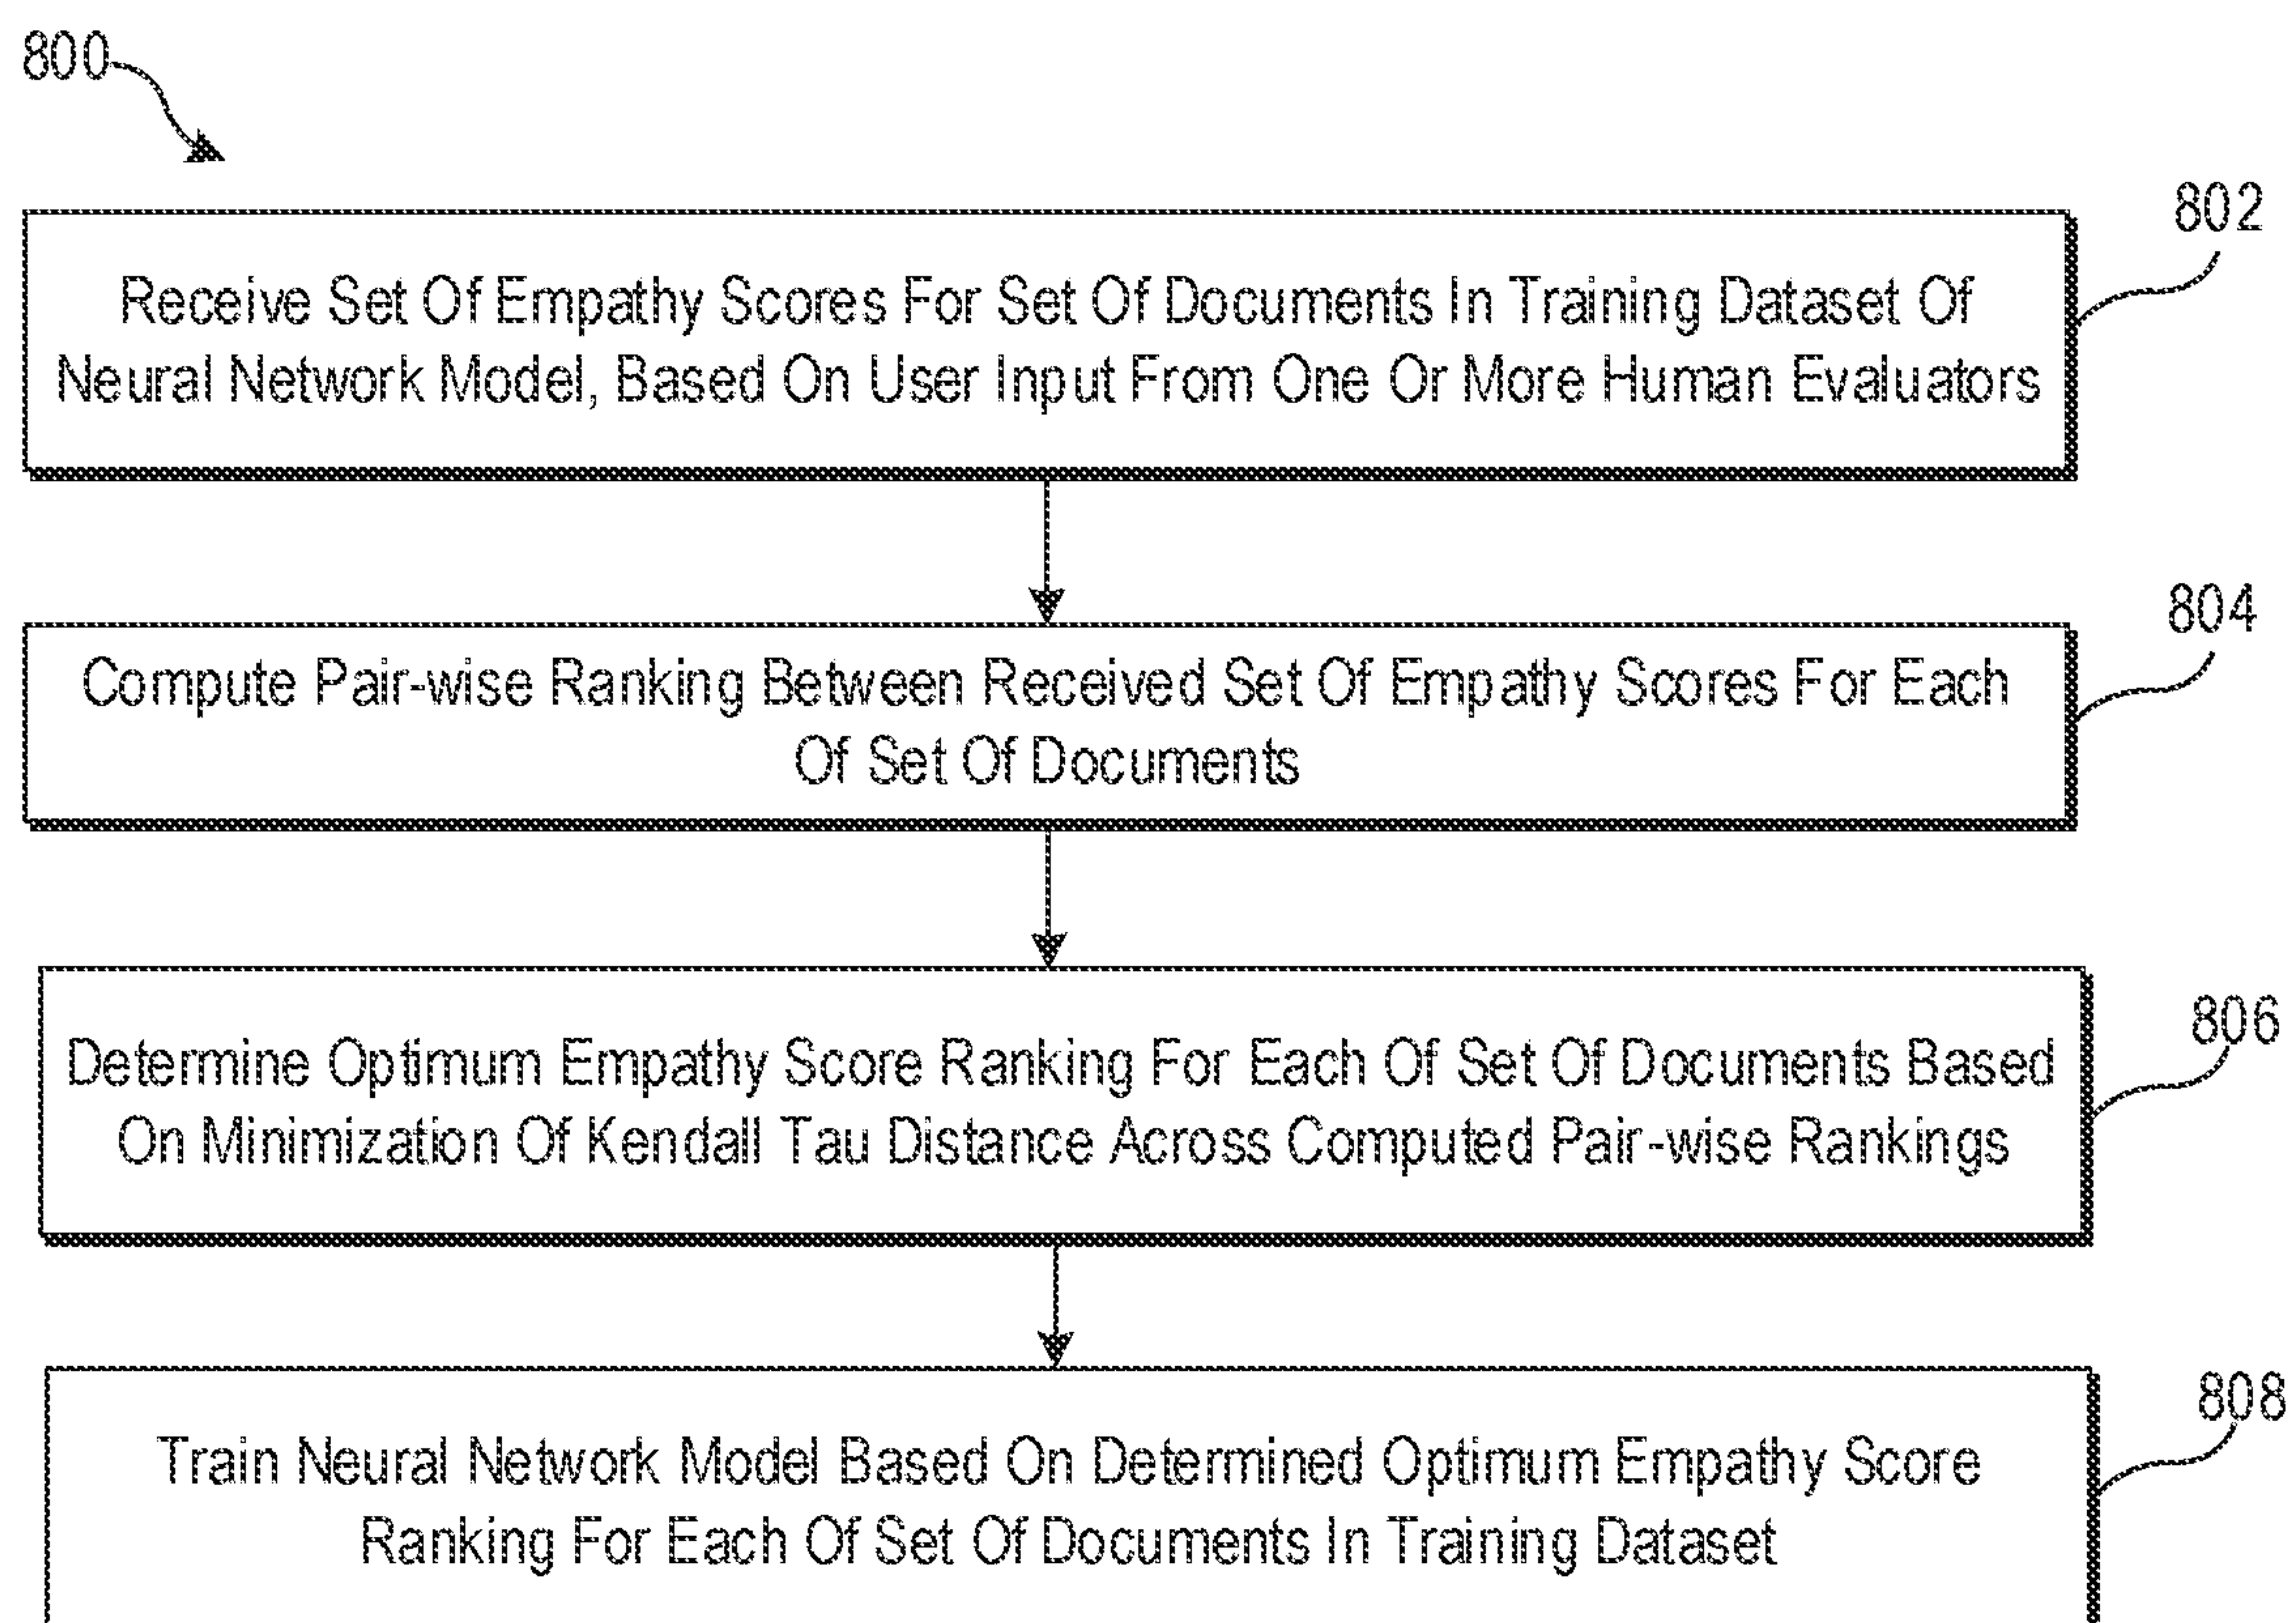 800
802
Receive Set Of Empathy Scores For Set Of Documents In Training Dataset Of
Neural Network Model, Based On User Input From One Or More Human Evaluators
804
Compute Pair-wise Ranking Between Received Set Of Empathy Scores For Each
Of Set Of Documents
806
Determine Optimum Empathy Score Ranking For Each Of Set Of Documents Based
On Minimization Of Kendall Tau Distance Across Computed Pair-wise Rankings
808
Train Neural Network Model Based On Determined Optimum Empathy Score
Ranking For Each Of Set Of Documents In Training Dataset